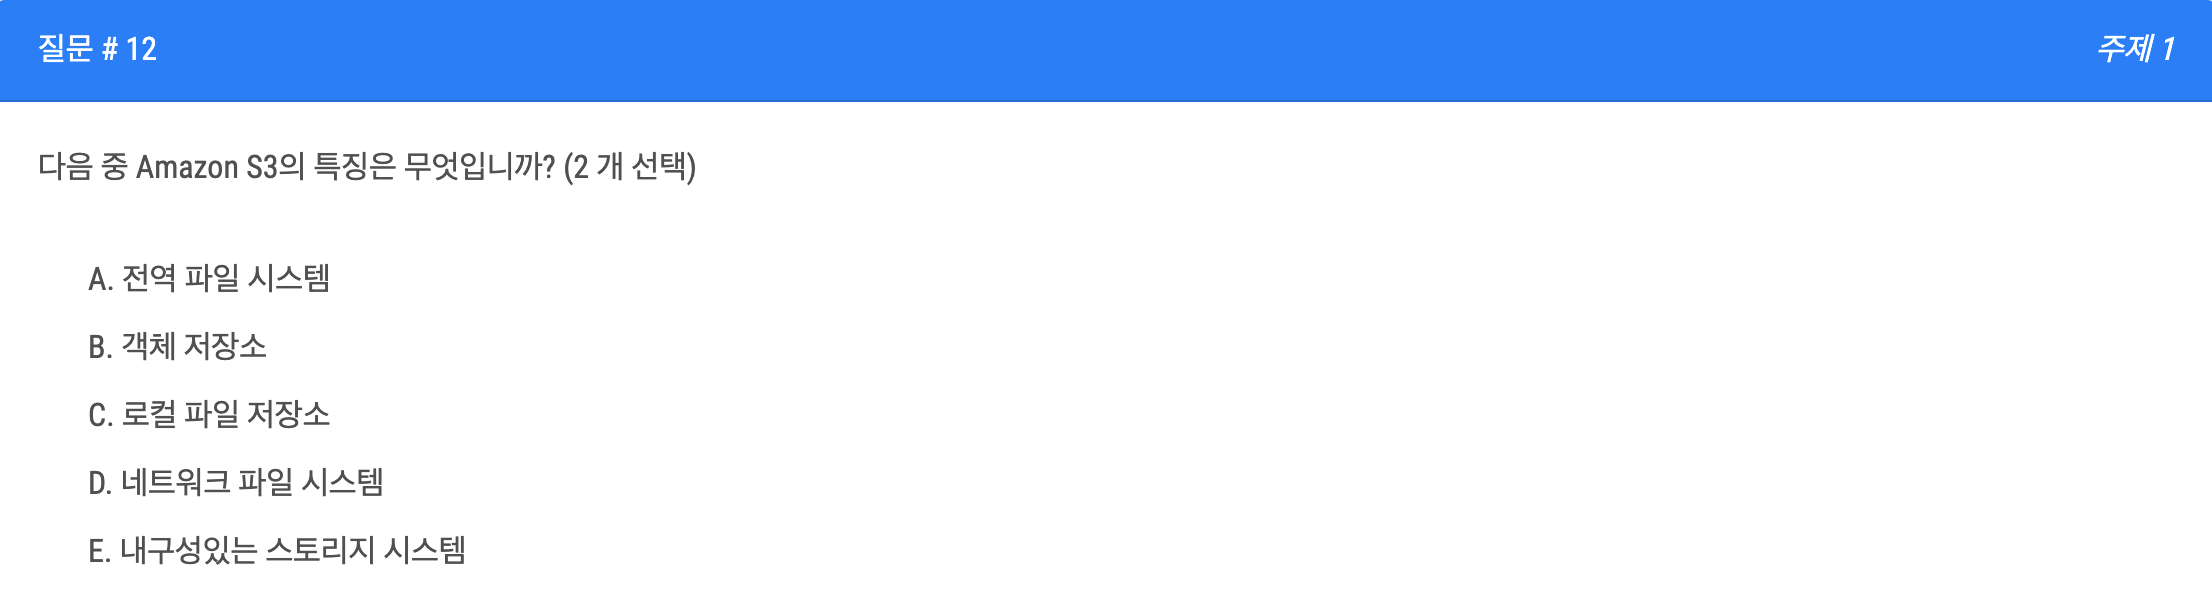 질문 # 12
주제 1
다음 중 Amazon S3의 특징은 무엇입니까? (2 개 선택)
A. 전역 파일 시스템
B. 객체 저장소
C. 로컬 파일 저장소
D. 네트워크 파일 시스템
E. 내구성있는 스토리지 시스템